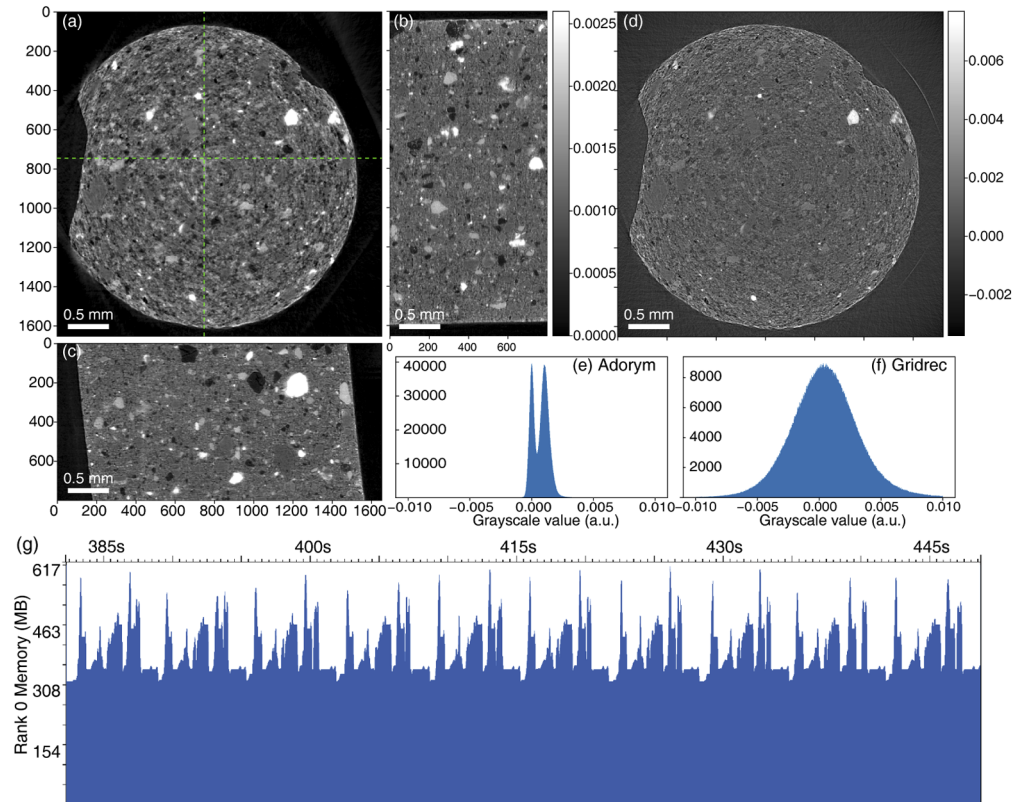 (a)
0
200
400
600
800
1000
1200
1400
1600
0.5 mm
(b)
0.5 mm
0 200 400 600
0.0025
0.0020
0.0015
0.0010
0.0005
0.0000
(d)
0.5 mm
0.006
0.004
0.002
0.000
−0.002
(c)
0
200
400
600
0.5 mm
0 200 400 600 800 1000 1200 1400 1600
(e) Adorym
40000
30000
20000
10000
−0.010 −0.005 0.000 0.005 0.010
Grayscale value (a.u.)
(f) Gridrec
8000
6000
4000
2000
−0.010 −0.005 0.000 0.005 0.010
Grayscale value (a.u.)
(g)
385s 400s 415s 430s 445s
Rank 0 Memory (MB)
617
463
308
154